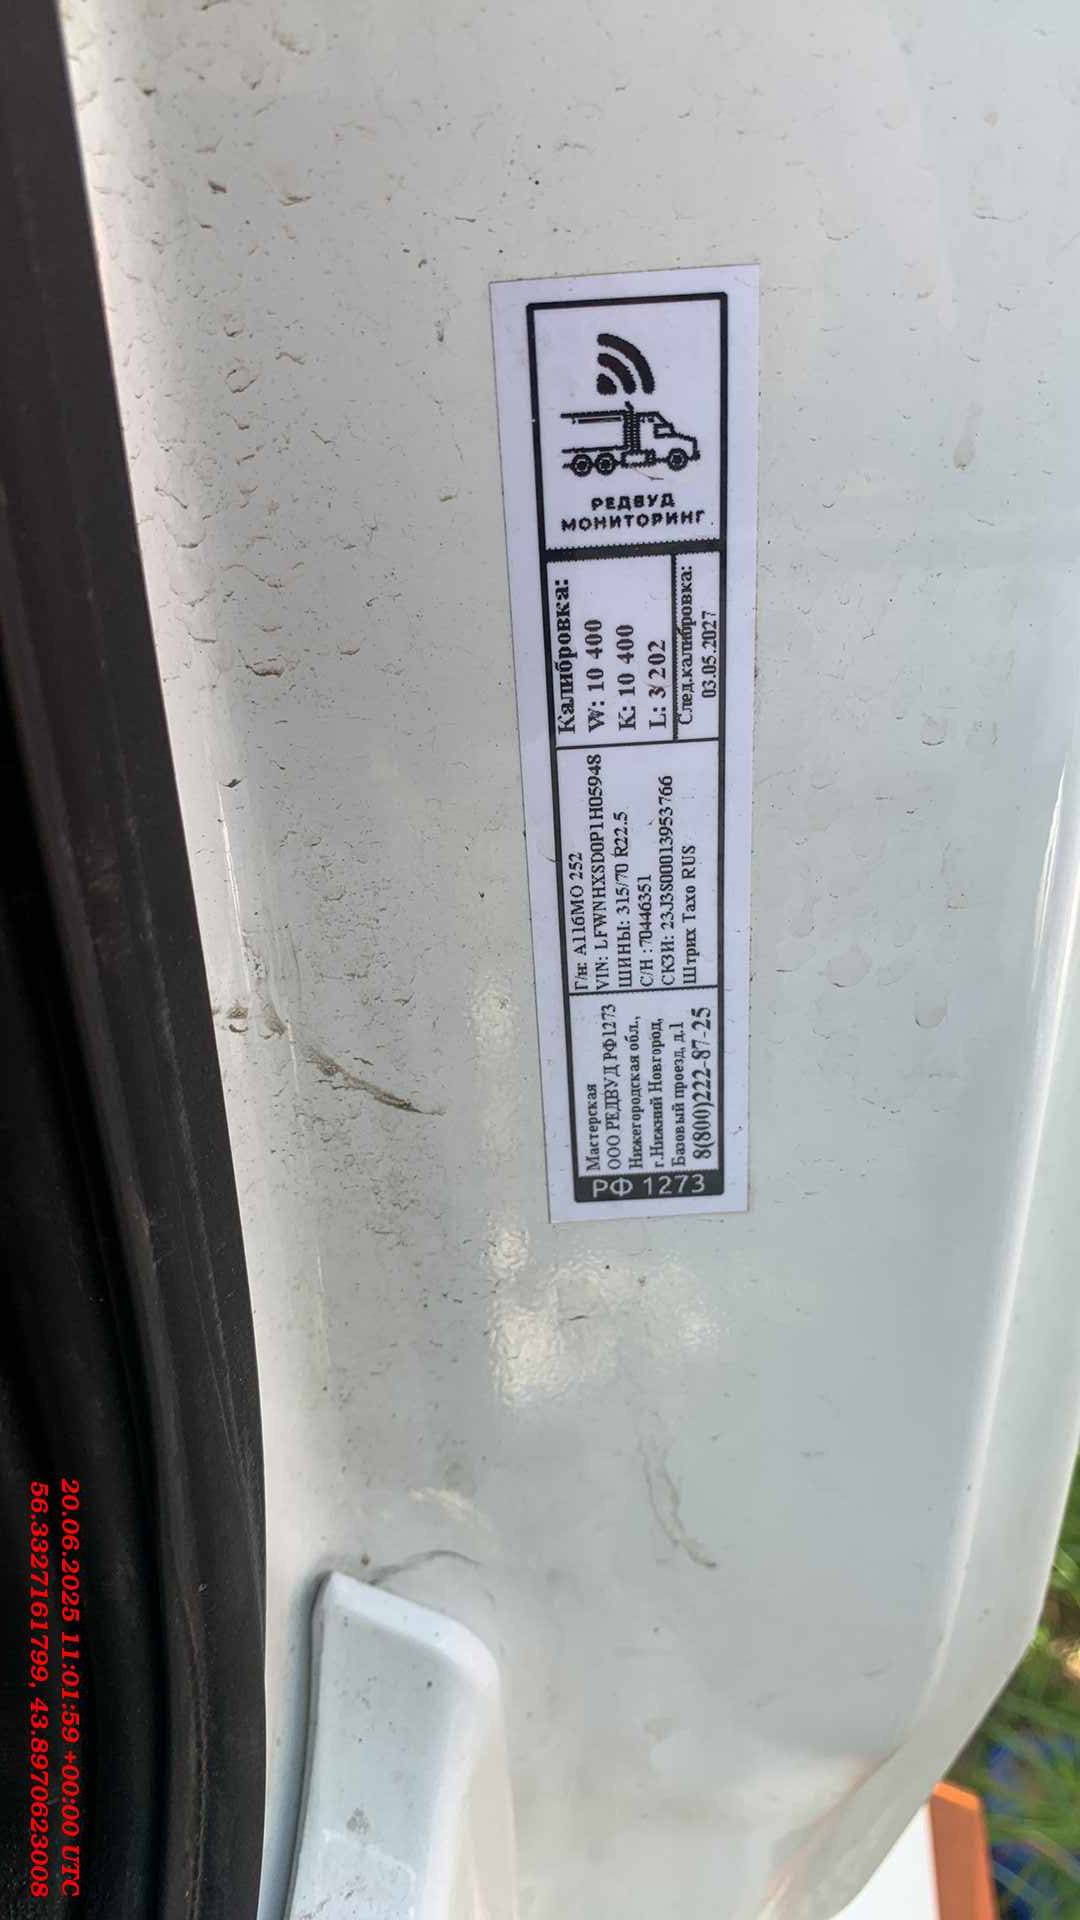 РФ 1273
Мастерская
ООО РЕДВУД РФ1273
Нижегородская обл.,
г.Нижний Новгород,
Базовый проезд, д.1
8(800)222-87-25
Г/н: А116МО 252
VIN: LFWNHXSD0P1H05948
ШИНЫ: 315/70 R22.5
С/Н :70446351
СКЗИ: 23J3S00013953766
Штрих Тахо RUS
Калибровка:
W: 10 400
K: 10 400
L: 3/202
След.калибровка:
03.05.2027
РЕДВУД
МОНИТОРИНГ
20.06.2025 11:01:59 +00:00 UTC
56.3327161799, 43.8970623008